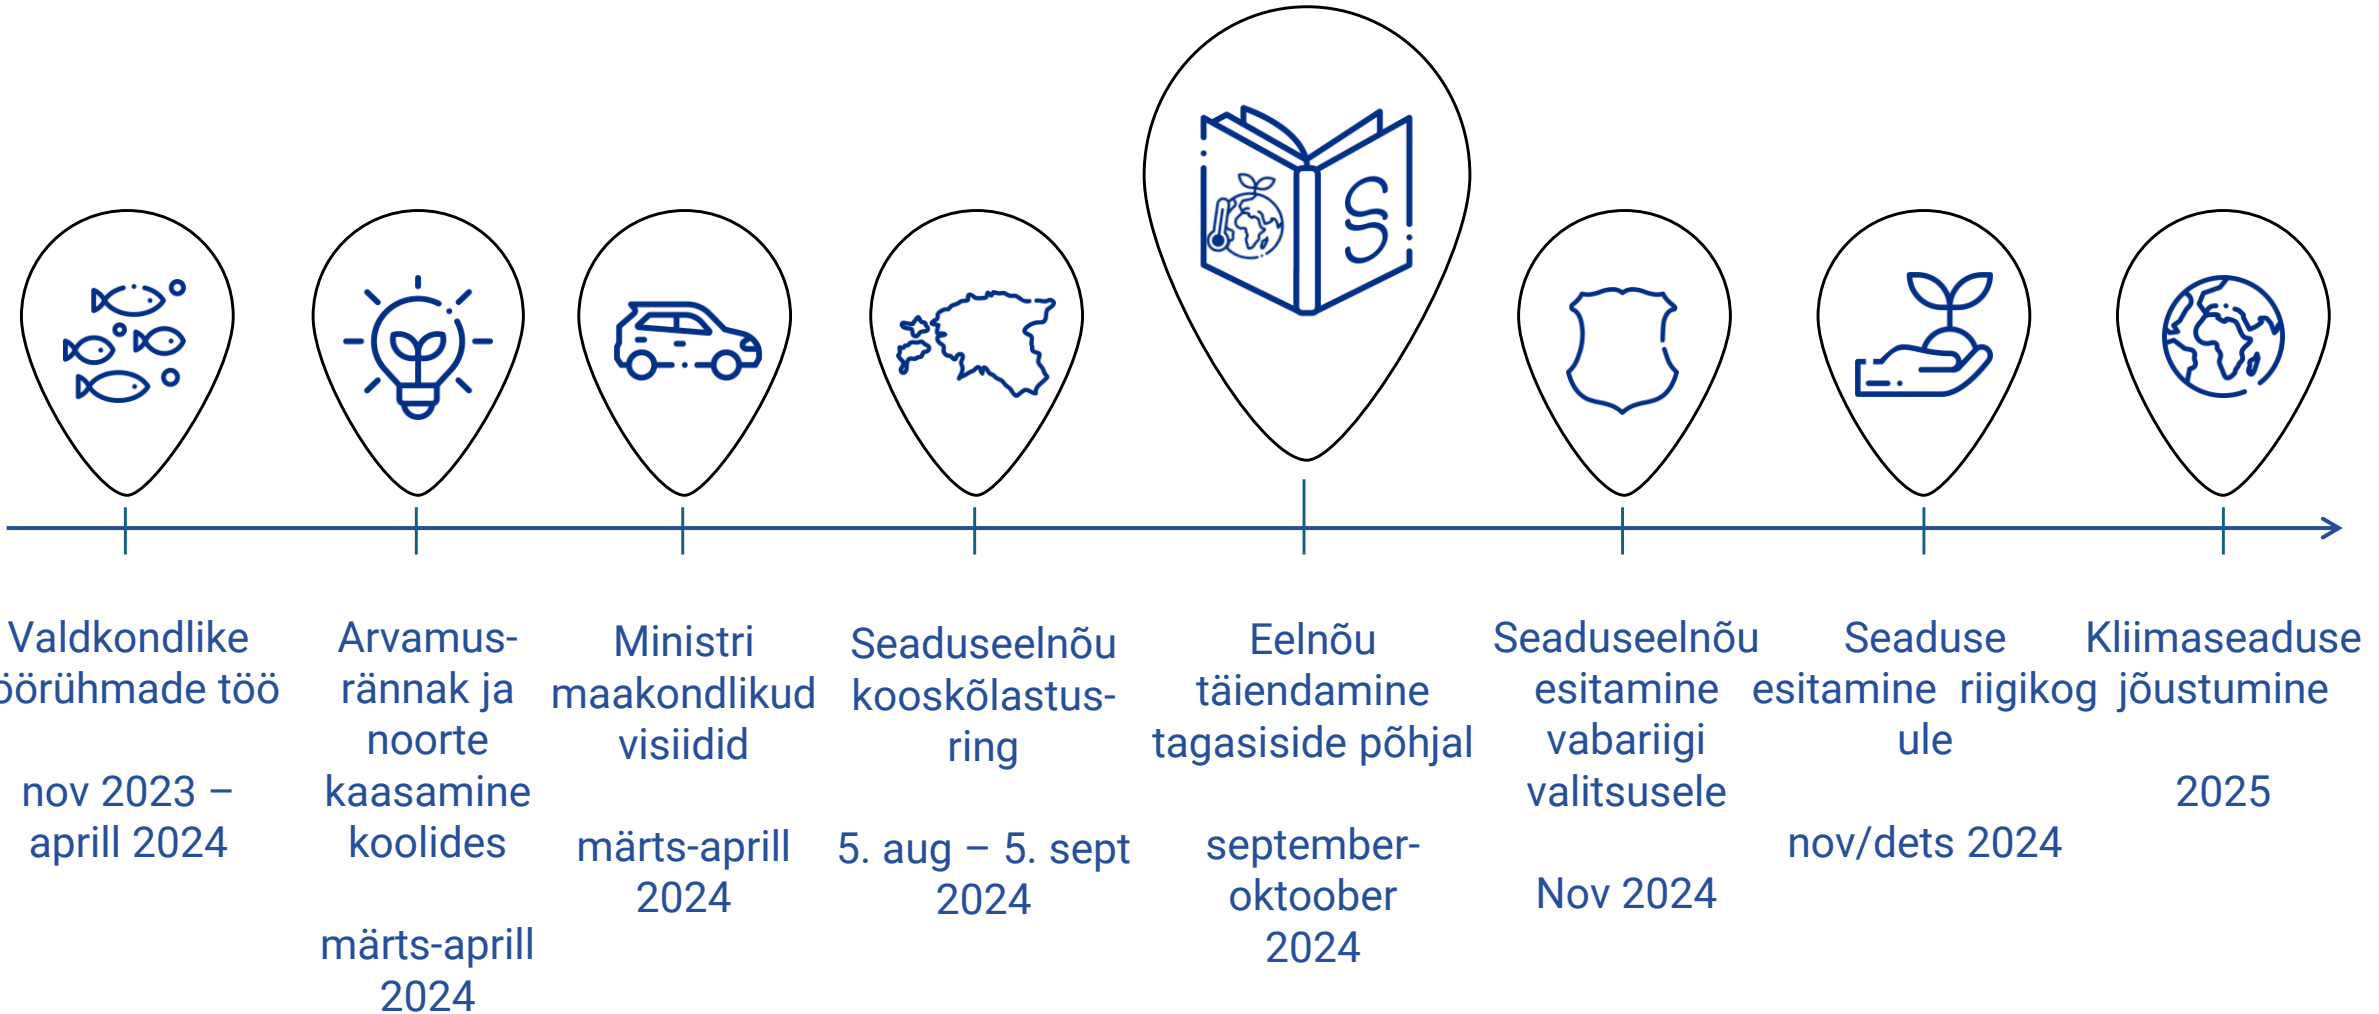 Valdkondlike
öörühmade töö
nov 2023 –
aprill 2024
Arvamus-
rännak ja
noorte
kaasamine
koolides
märts-aprill
2024
Ministri
maakondlikud
visiidid
märts-aprill
2024
Seaduseelnõu
kooskõlastus-
ring
5. aug – 5. sept
2024
Eelnõu
täiendamine
tagasiside põhjal
september-
oktoober
2024
Seaduseelnõu
esitamine
vabariigi
valitsusele
Nov 2024
Seaduse
esitamine riigikog
ule
nov/dets 2024
Kliimaseaduse
jõustumine
2025